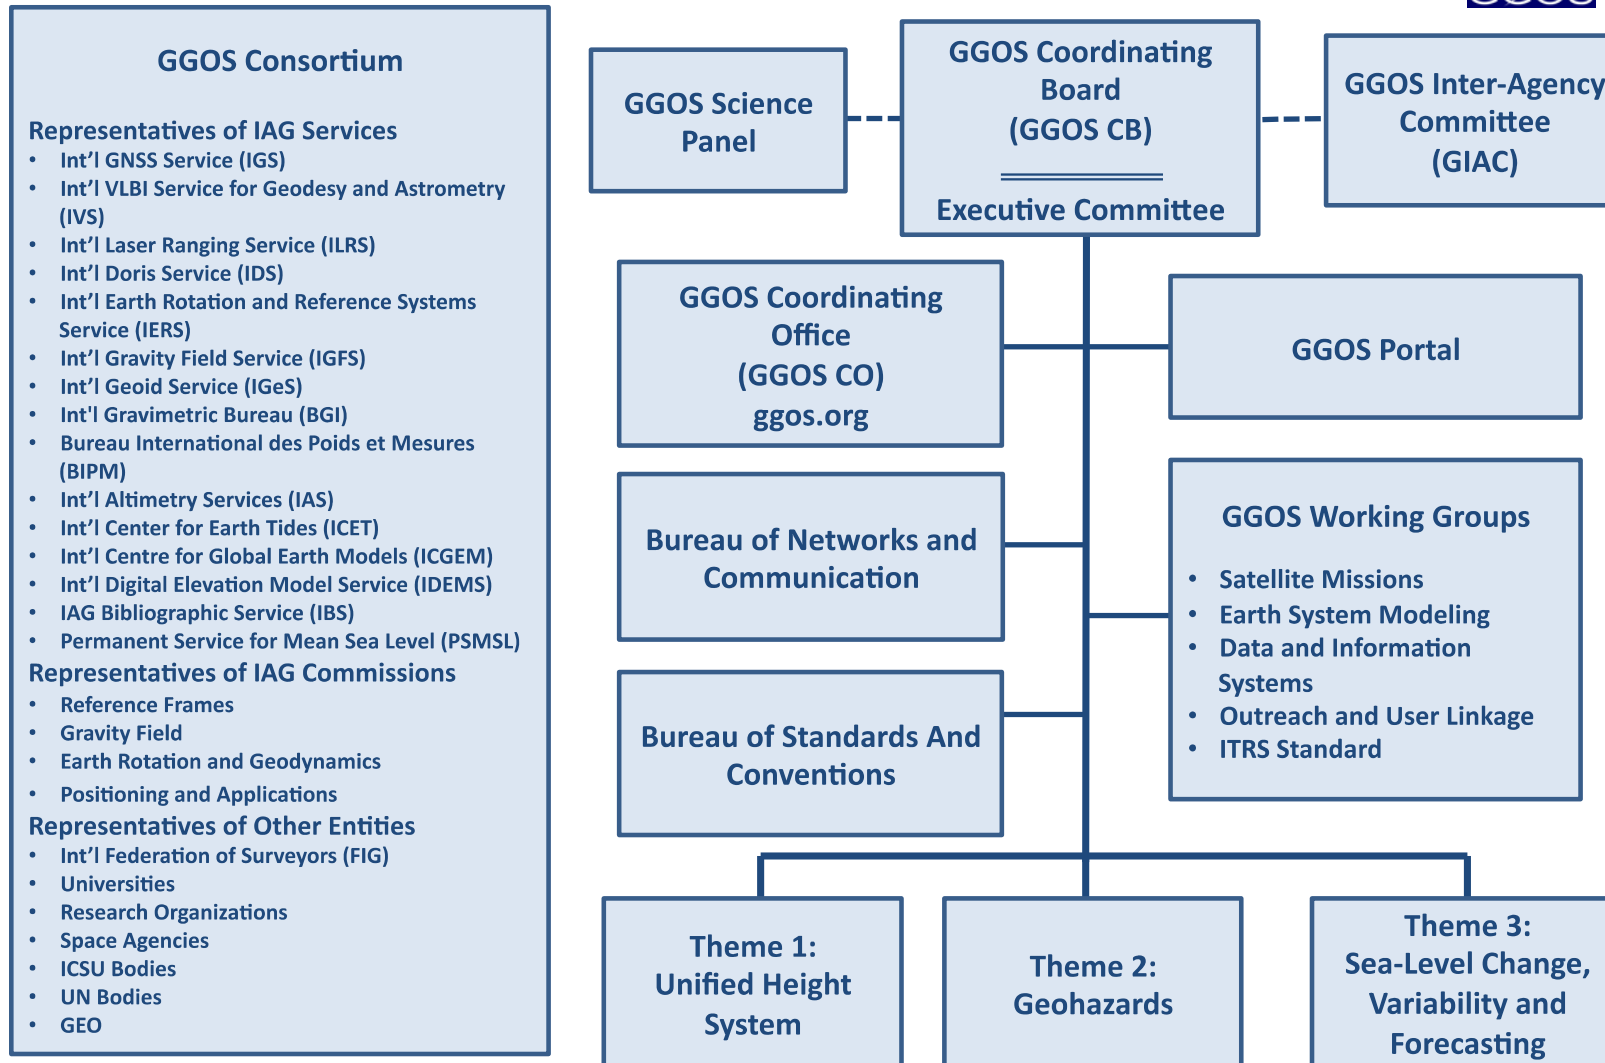 GGOS Consortium
Representatives of IAG Services
• Int’l GNSS Service (IGS)
• Int’l VLBI Service for Geodesy and Astrometry
(IVS)
• Int’l Laser Ranging Service (ILRS)
• Int’l Doris Service (IDS)
• Int’l Earth Rotation and Reference Systems
Service (IERS)
• Int’l Gravity Field Service (IGFS)
• Int’l Geoid Service (IGeS)
• Int'l Gravimetric Bureau (BGI)
• Bureau International des Poids et Mesures
(BIPM)
• Int’l Altimetry Services (IAS)
• Int’l Center for Earth Tides (ICET)
• Int’l Centre for Global Earth Models (ICGEM)
• Int’l Digital Elevation Model Service (IDEMS)
• IAG Bibliographic Service (IBS)
• Permanent Service for Mean Sea Level (PSMSL)
Representatives of IAG Commissions
• Reference Frames
• Gravity Field
• Earth Rotation and Geodynamics
• Positioning and Applications
Representatives of Other Entities
• Int’l Federation of Surveyors (FIG)
• Universities
• Research Organizations
• Space Agencies
• ICSU Bodies
• UN Bodies
• GEO
GGOS Science
Panel
GGOS Coordinating
Board
(GGOS CB)
Executive Committee
GGOS Inter-Agency
Committee
(GIAC)
GGOS Coordinating
Office
(GGOS CO)
ggos.org
GGOS Portal
Bureau of Networks and
Communication
GGOS Working Groups
• Satellite Missions
• Earth System Modeling
• Data and Information
Systems
• Outreach and User Linkage
• ITRS Standard
Bureau of Standards And
Conventions
Theme 1:
Unified Height
System
Theme 2:
Geohazards
Theme 3:
Sea-Level Change,
Variability and
Forecasting